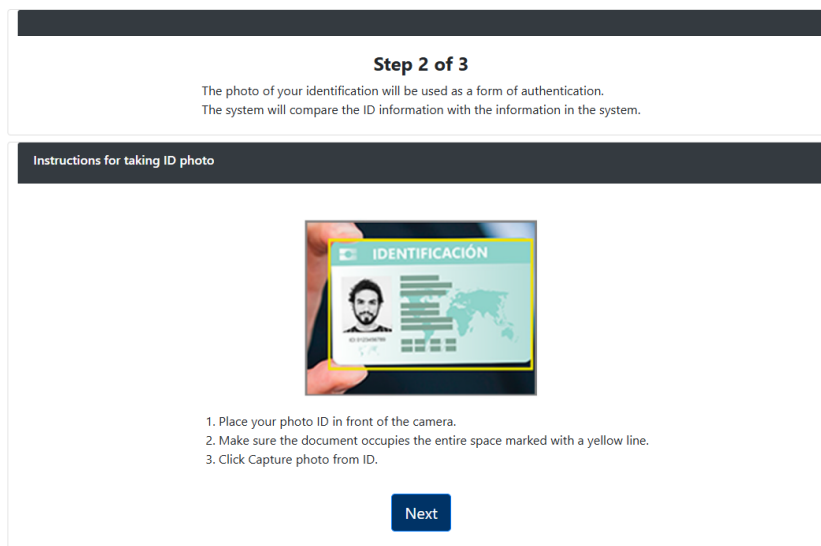 Step 2 of 3
The photo of your identification will be used as a form of authentication.
The system will compare the ID information with the information in the system.
Instructions for taking ID photo
IDENTIFICACIÓN
ID 0123456789
1. Place your photo ID in front of the camera.
2. Make sure the document occupies the entire space marked with a yellow line.
3. Click Capture photo from ID.
Next